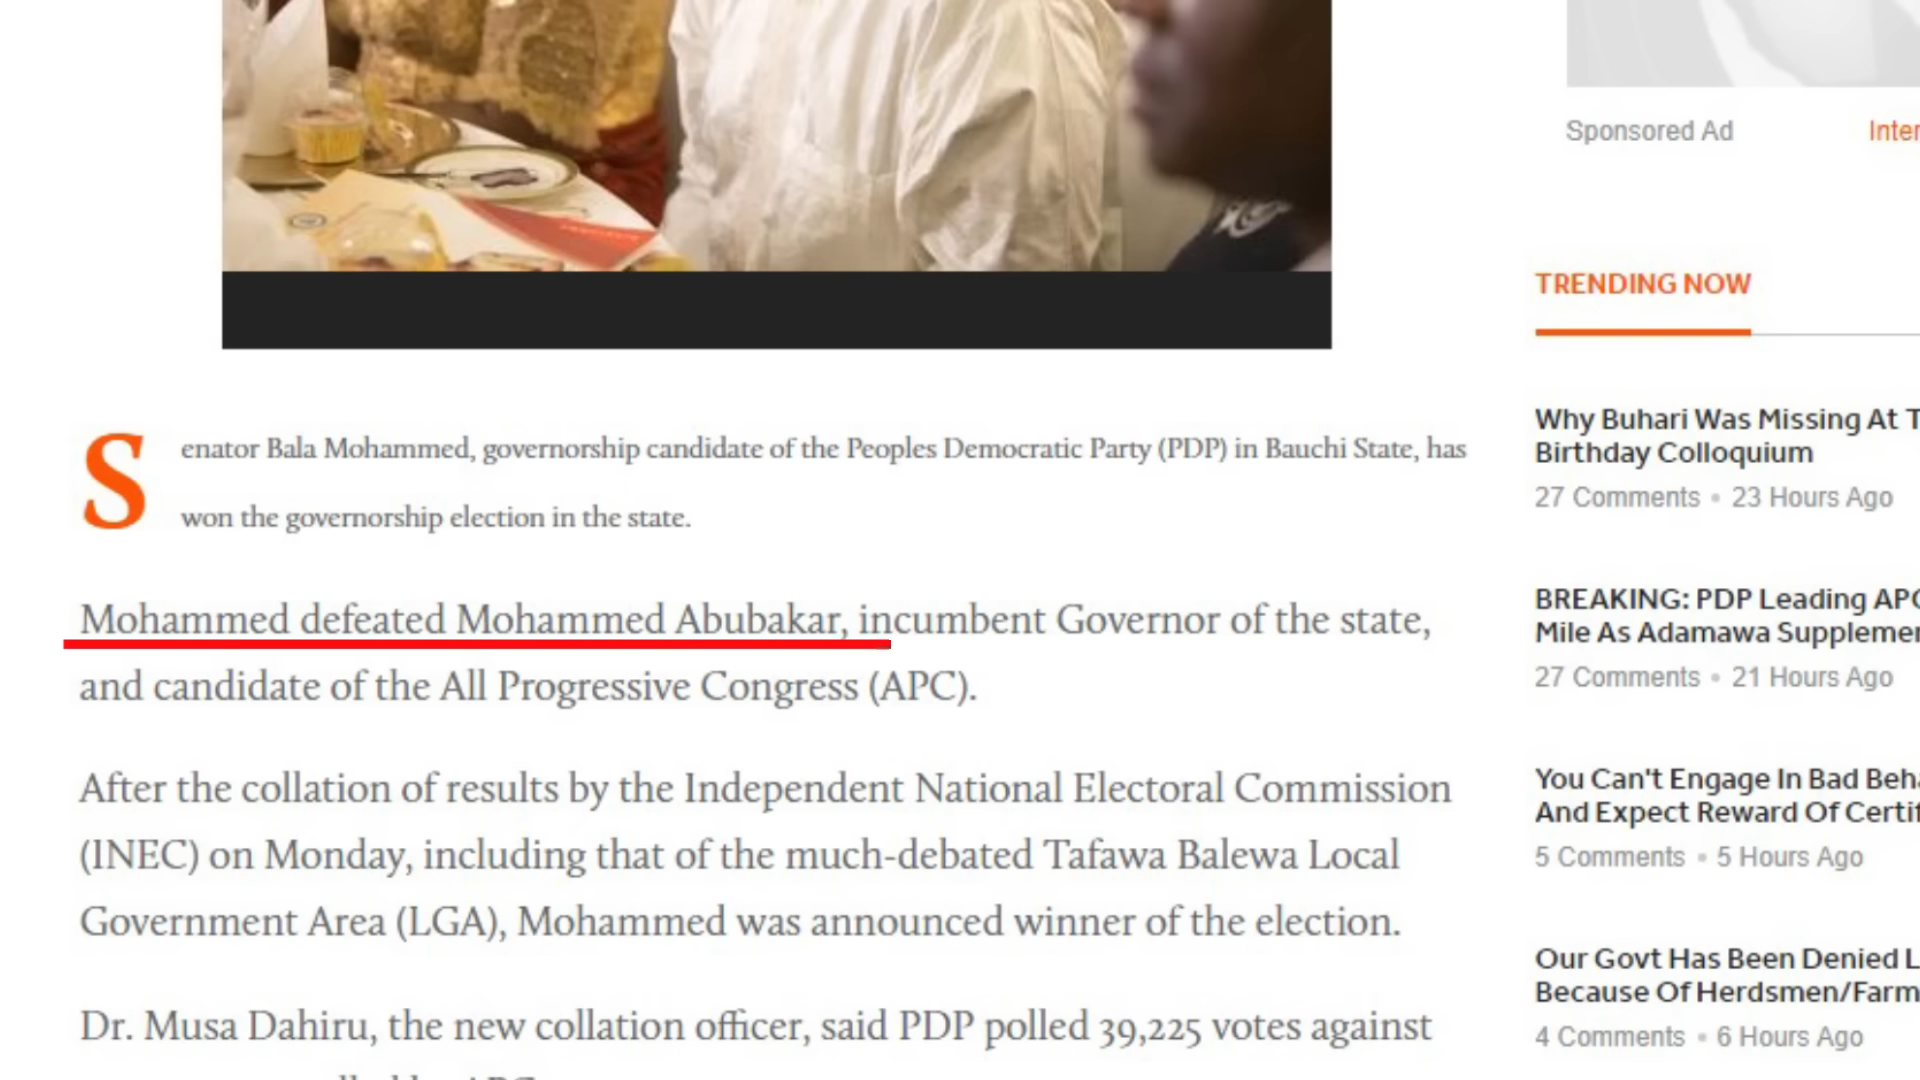 Senator Bala Mohammed, governorship candidate of the Peoples Democratic Party (PDP) in Bauchi State, has
won the governorship election in the state.
Mohammed defeated Mohammed Abubakar, incumbent Governor of the state,
and candidate of the All Progressive Congress (APC).
After the collation of results by the Independent National Electoral Commission
(INEC) on Monday, including that of the much-debated Tafawa Balewa Local
Government Area (LGA), Mohammed was announced winner of the election.
Dr. Musa Dahiru, the new collation officer, said PDP polled 39,225 votes against
Sponsored Ad
TRENDING NOW
Why Buhari Was Missing At
Birthday Colloquium
27 Comments • 23 Hours Ago
BREAKING: PDP Leading
Mile As Adamawa
27 Comments • 21 Hours Ago
You Can't Engage In Bad
And Expect Reward Of
5 Comments • 5 Hours Ago
Our Govt Has Been Denied
Because Of
4 Comments • 6 Hours Ago